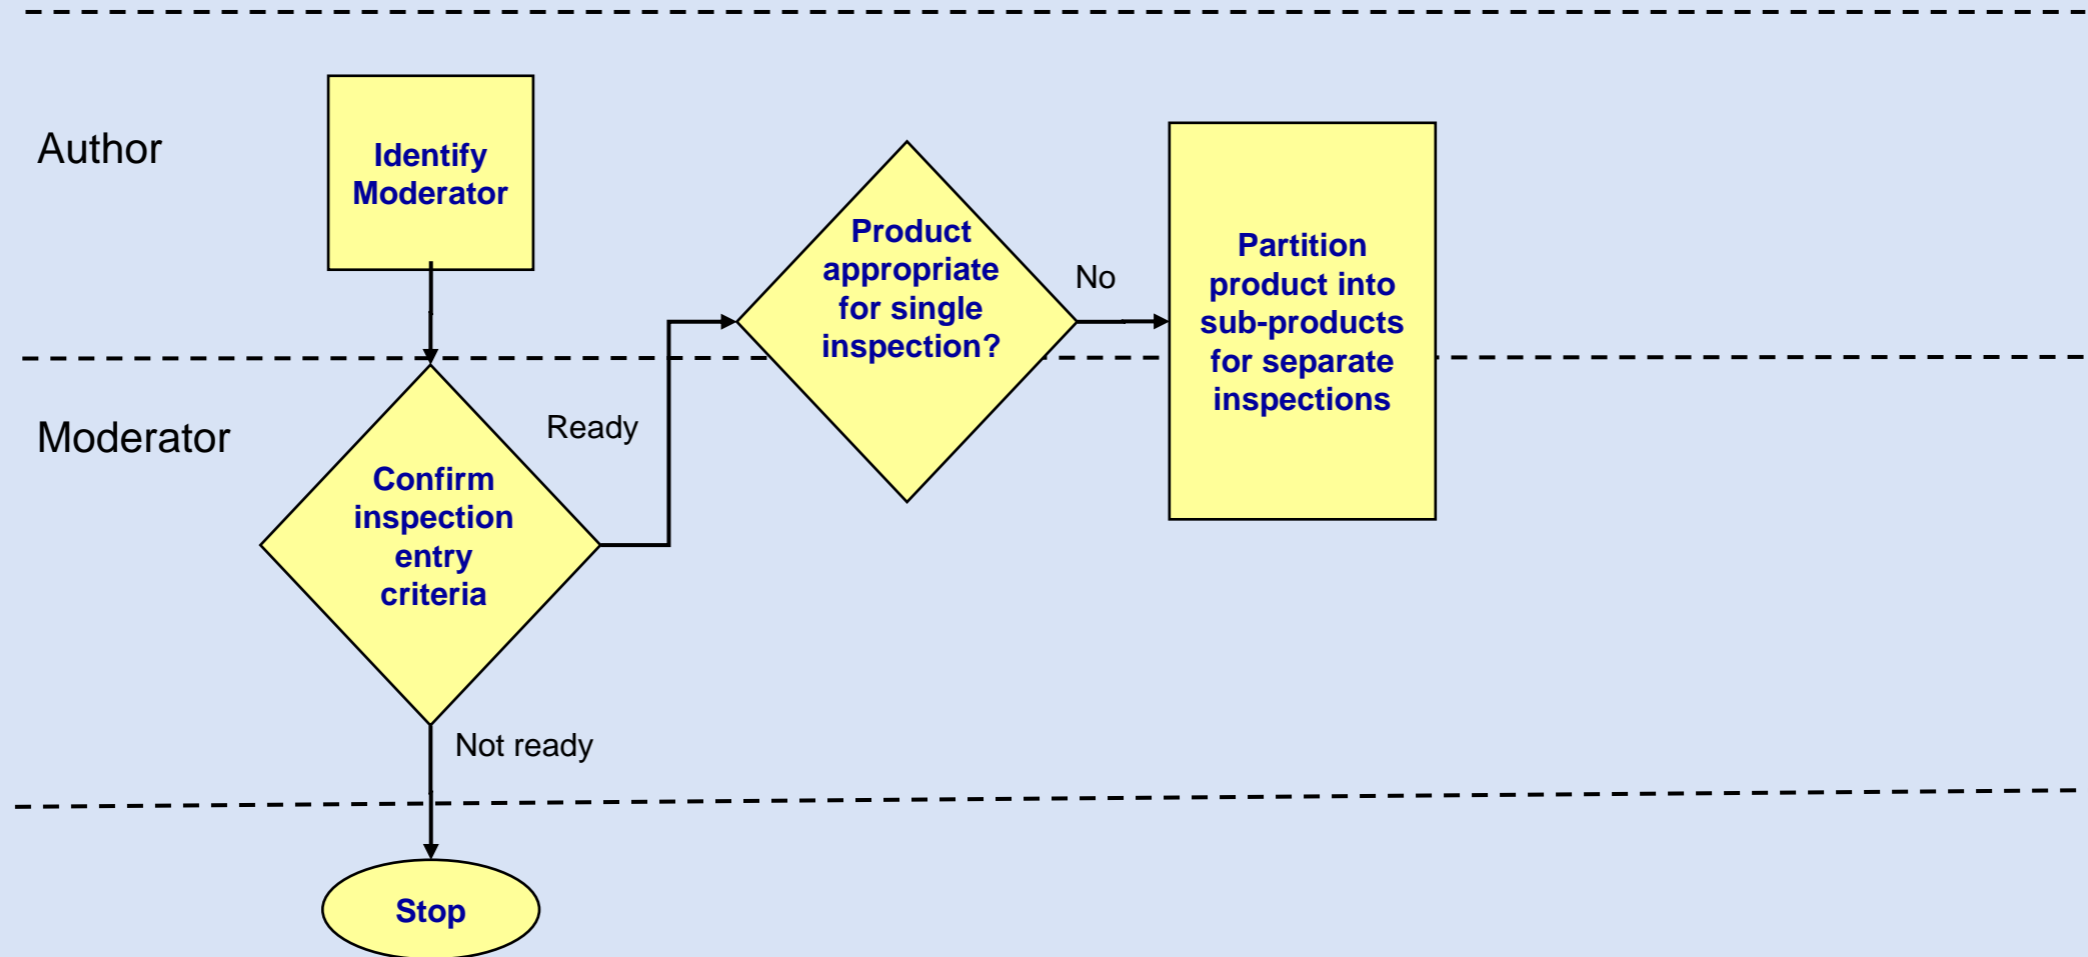 Author
Identify
Moderator
Product
appropriate
for single
inspection?
No
Partition
product into
sub-products
for separate
inspections
Moderator
Ready
Confirm
inspection
entry
criteria
Not ready
Stop